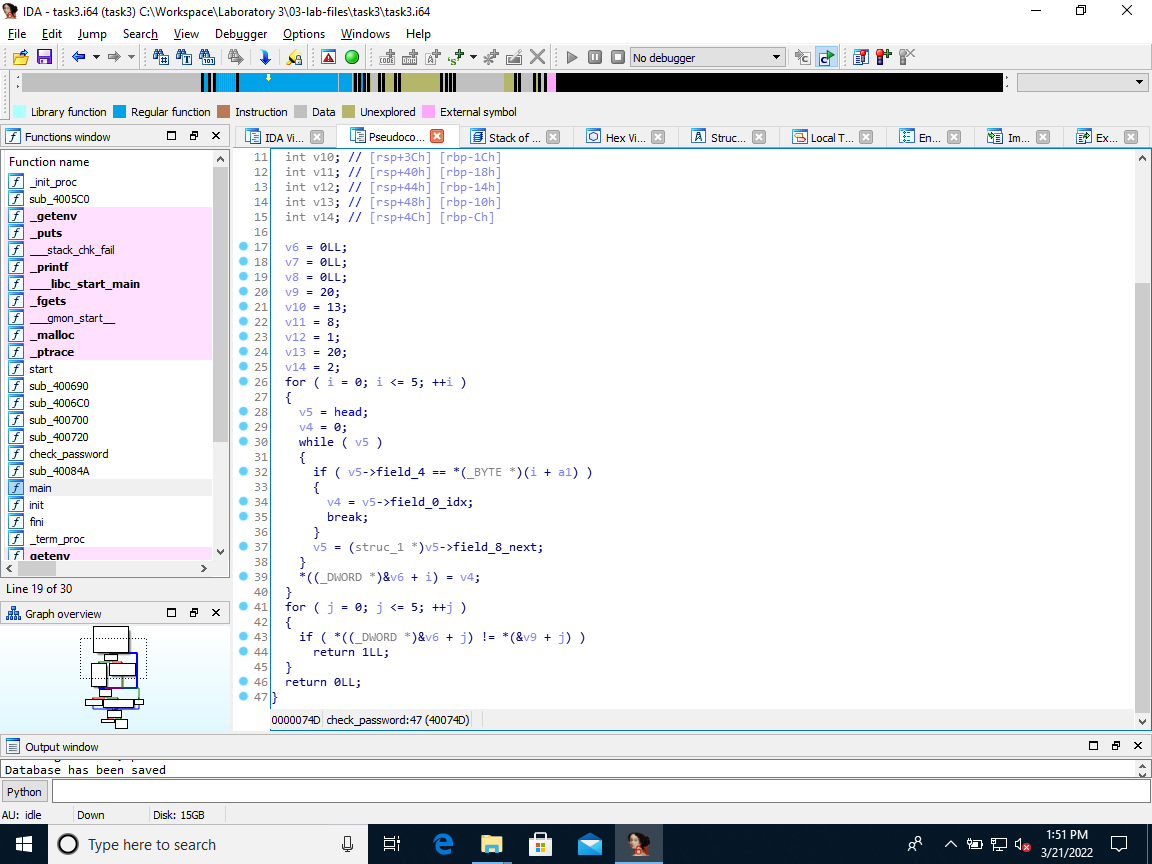 IDA - task3.i64 (task3) C:\Workspace\Laboratory 3\03-lab-files\task3\task3.i64
File Edit Jump Search View Debugger Options Windows Help
No debugger
Library function Regular function Instruction Data Unexplored External symbol
Functions window
IDA Vi... Pseudoco... Stack of ... Hex Vi... Struc... Local T... En... Im... Ex...
Function name
_init_proc
sub_4005C0
_getenv
_puts
___stack_chk_fail
_printf
___libc_start_main
_fgets
___gmon_start__
_malloc
_ptrace
start
sub_400690
sub_4006C0
sub_400700
sub_400720
check_password
sub_40084A
main
init
fini
_term_proc
getenv
Line 19 of 30
Graph overview
11 int v10; // [rsp+3Ch] [rbp-1Ch]
12 int v11; // [rsp+40h] [rbp-18h]
13 int v12; // [rsp+44h] [rbp-14h]
14 int v13; // [rsp+48h] [rbp-10h]
15 int v14; // [rsp+4Ch] [rbp-Ch]
16
17 v6 = 0LL;
18 v7 = 0LL;
19 v8 = 0LL;
20 v9 = 20;
21 v10 = 13;
22 v11 = 8;
23 v12 = 1;
24 v13 = 20;
25 v14 = 2;
26 for ( i = 0; i <= 5; ++i )
27 {
28 v5 = head;
29 v4 = 0;
30 while ( v5 )
31 {
32 if ( v5->field_4 == *(_BYTE *)(i + a1) )
33 {
34 v4 = v5->field_0_idx;
35 break;
36 }
37 v5 = (struc_1 *)v5->field_8_next;
38 }
39 *((_DWORD *)&v6 + i) = v4;
40 }
41 for ( j = 0; j <= 5; ++j )
42 {
43 if ( *((_DWORD *)&v6 + j) != *(&v9 + j) )
44 return 1LL;
45 }
46 return 0LL;
47 }
0000074D check_password:47 (40074D)
Output window
Database has been saved
Python
AU: idle Down Disk: 15GB
Type here to search
1:51 PM
3/21/2022